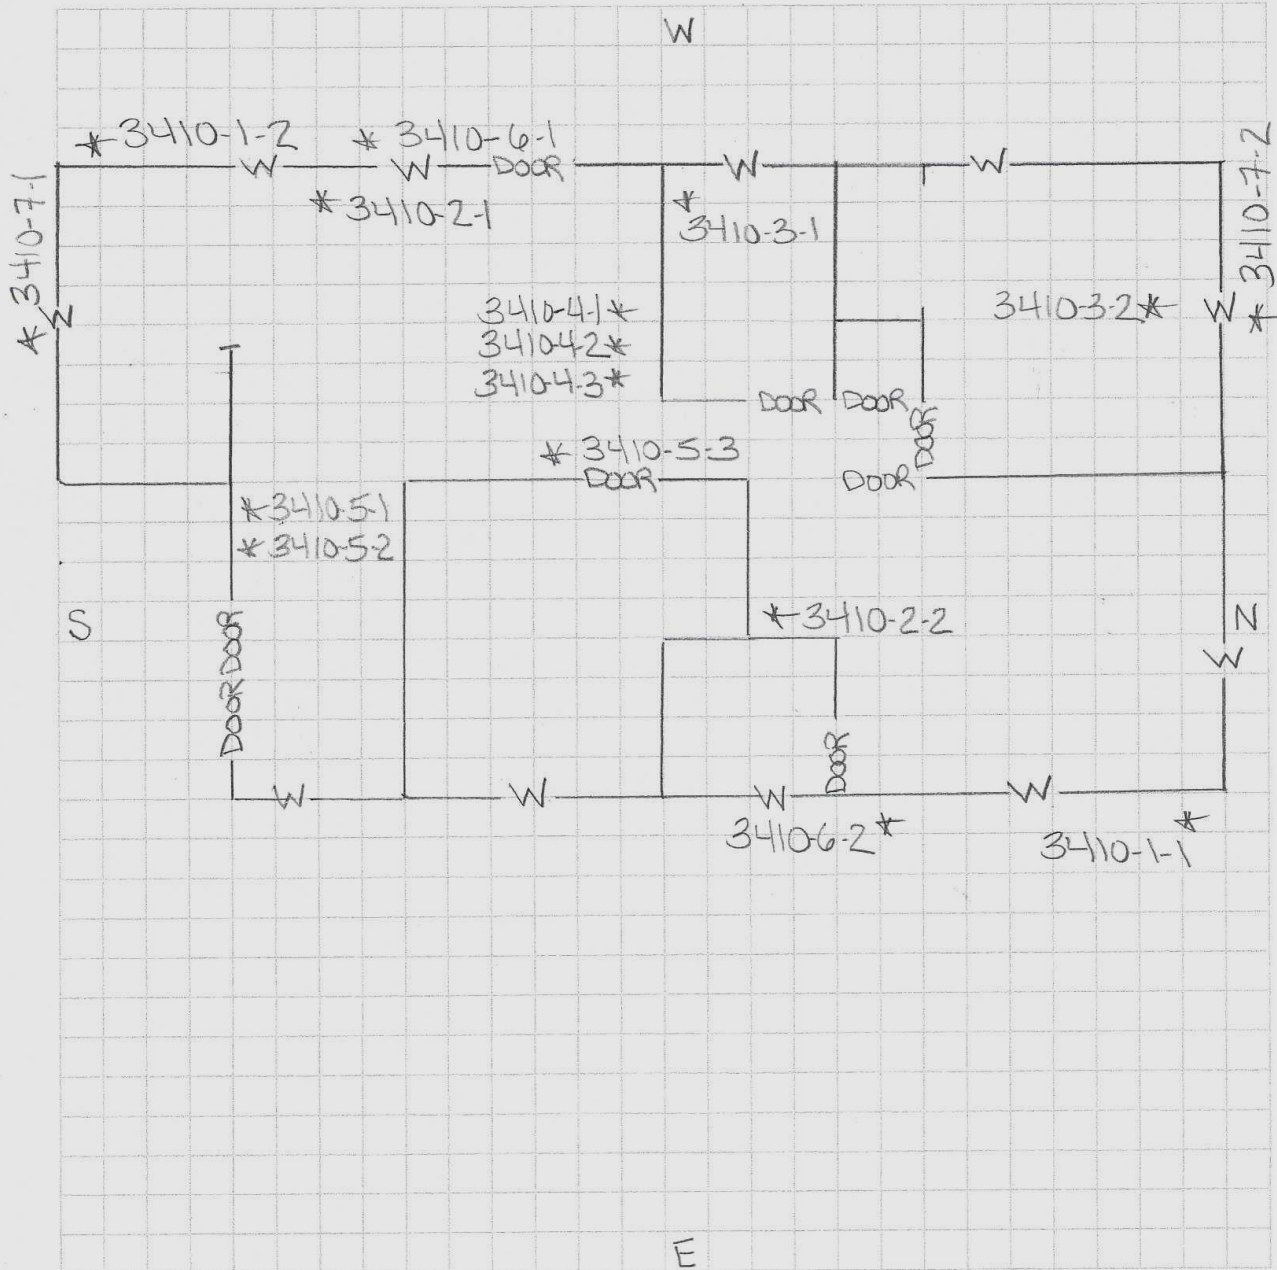 W
* 3410-1-2
* 3410-6-1
W
W
DOOR
W
W
* 3410-7-1
* 3410-7-2
* 3410-2-1
*
3410-3-1
3410-4-1 *
3410-4-2 *
3410-4-3 *
3410-3-2 *
W
W
DOOR
DOOR
DOOR
* 3410-5-3
DOOR
DOOR
* 3410-5-1
* 3410-5-2
S
DOOR
DOOR
* 3410-2-2
N
W
DOOR
W
W
W
W
3410-6-2 *
*
3410-1-1
E